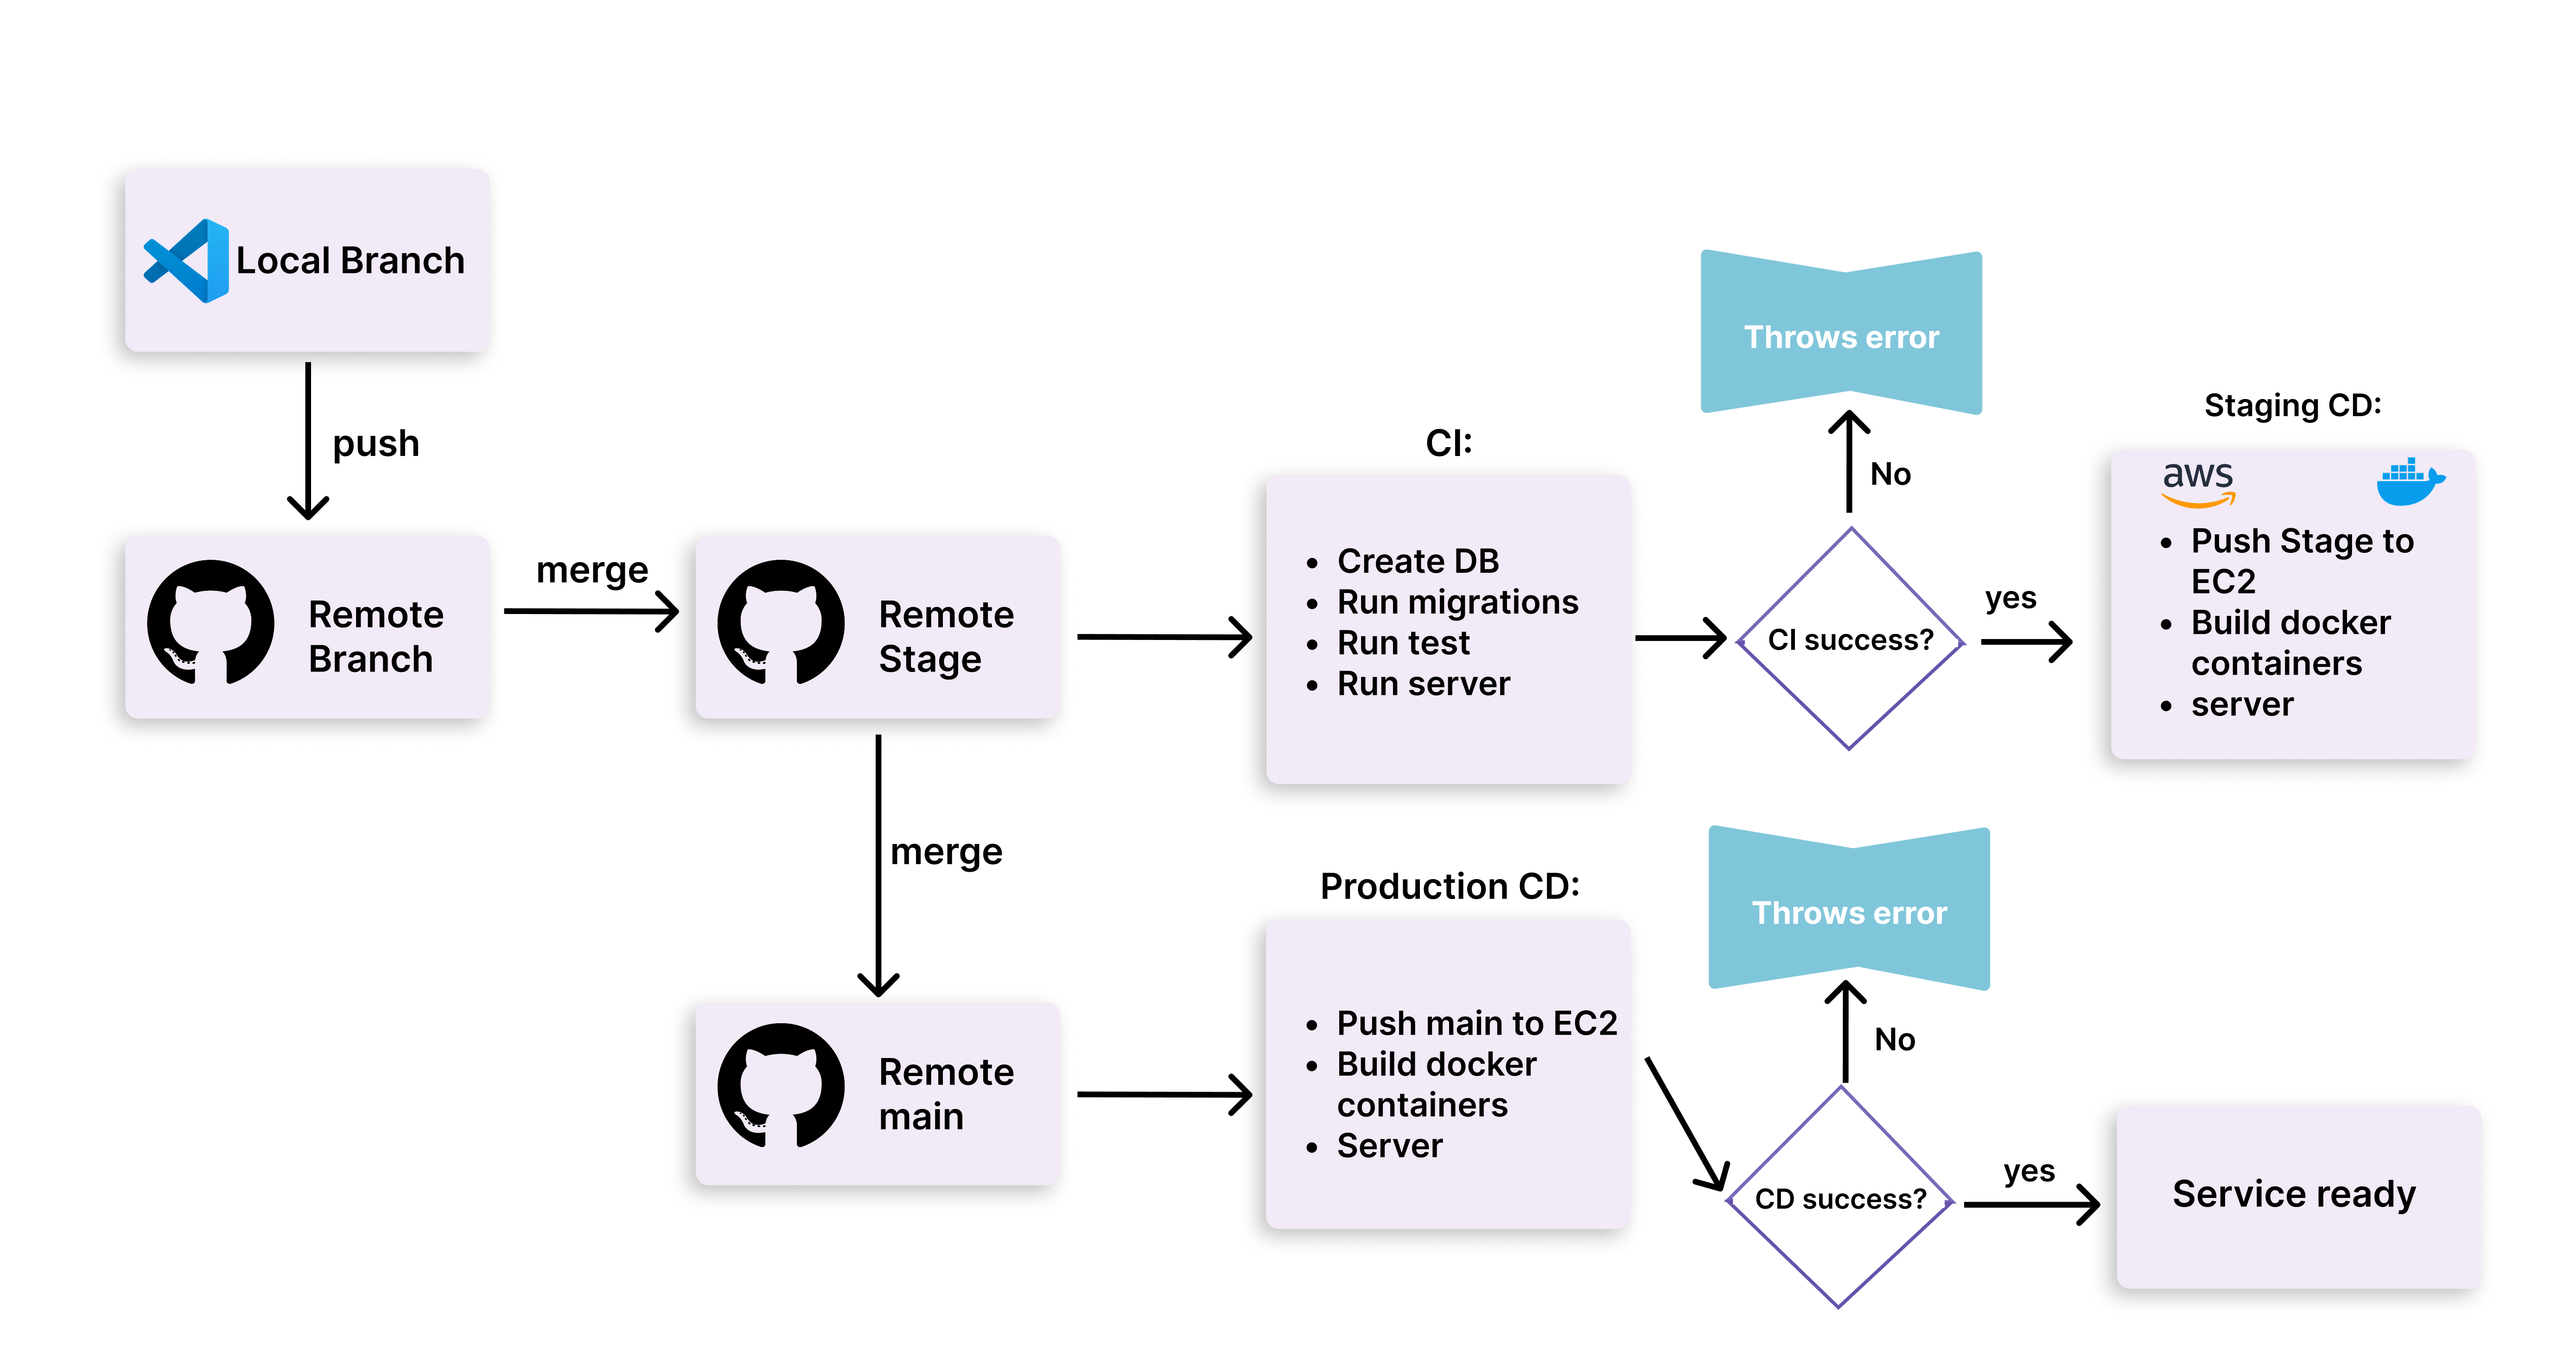 Local Branch
push
Remote
Branch
merge
Remote
Stage
CI:
• Create DB
• Run migrations
• Run test
• Run server
CI success?
No
Throws error
yes
Staging CD:
aws
• Push Stage to
EC2
• Build docker
containers
• server
merge
Remote
main
Production CD:
• Push main to EC2
• Build docker
containers
• Server
CD success?
No
Throws error
yes
Service ready